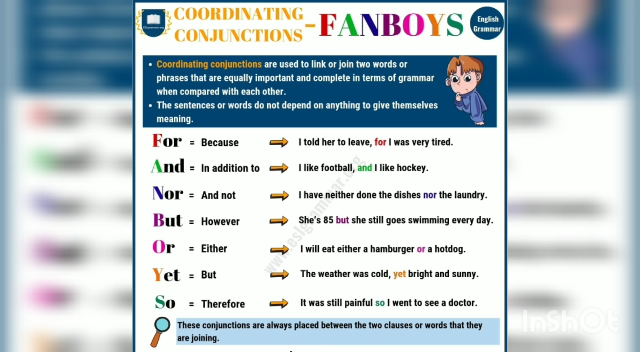 COORDINATING
CONJUNCTIONS
- FANBOYS
English
Grammar
• Coordinating conjunctions are used to link or join two words or
phrases that are equally important and complete in terms of grammar
when compared with each other.
• The sentences or words do not depend on anything to give themselves
meaning.
For = Because I told her to leave, for I was very tired.
And = In addition to I like football, and I like hockey.
Nor = And not I have neither done the dishes nor the laundry.
But = However She's 85 but she still goes swimming every day.
Or = Either I will eat either a hamburger or a hotdog.
Yet = But The weather was cold, yet bright and sunny.
So = Therefore It was still painful so I went to see a doctor.
These conjunctions are always placed between the two clauses or words that they
are joining.
www.eslgrammar.org
InShOt